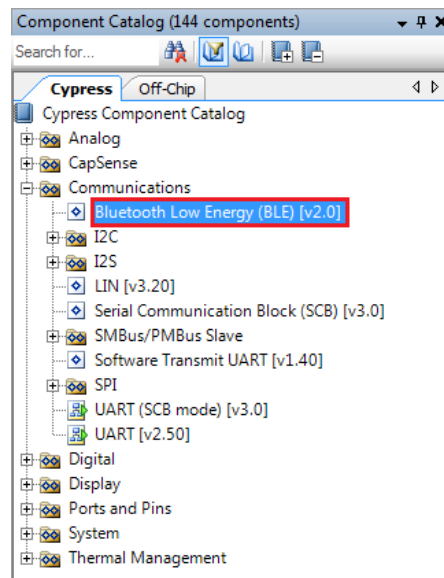 Component Catalog (144 components)
Search for...
Cypress Off-Chip
Cypress Component Catalog
Analog
CapSense
Communications
Bluetooth Low Energy (BLE) [v2.0]
I2C
I2S
LIN [v3.20]
Serial Communication Block (SCB) [v3.0]
SMBus/PMBus Slave
Software Transmit UART [v1.40]
SPI
UART (SCB mode) [v3.0]
UART [v2.50]
Digital
Display
Ports and Pins
System
Thermal Management